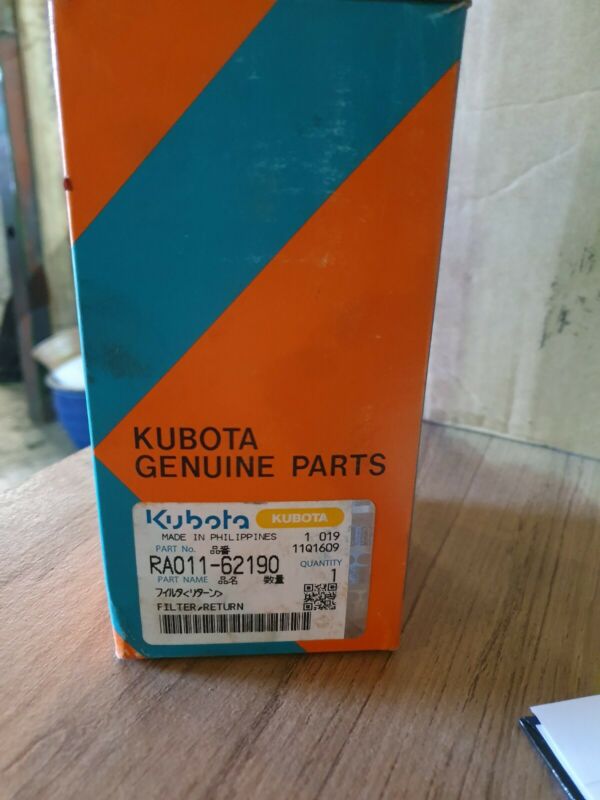 KUBOTA
GENUINE PARTS
Kubota KUBOTA
MADE IN PHILIPPINES 1 019
PART No. 品番 11Q1609
RA011-62190 QUANTITY
PART NAME 品名 数量 1
フィルタ<リターン>
FILTER,RETURN